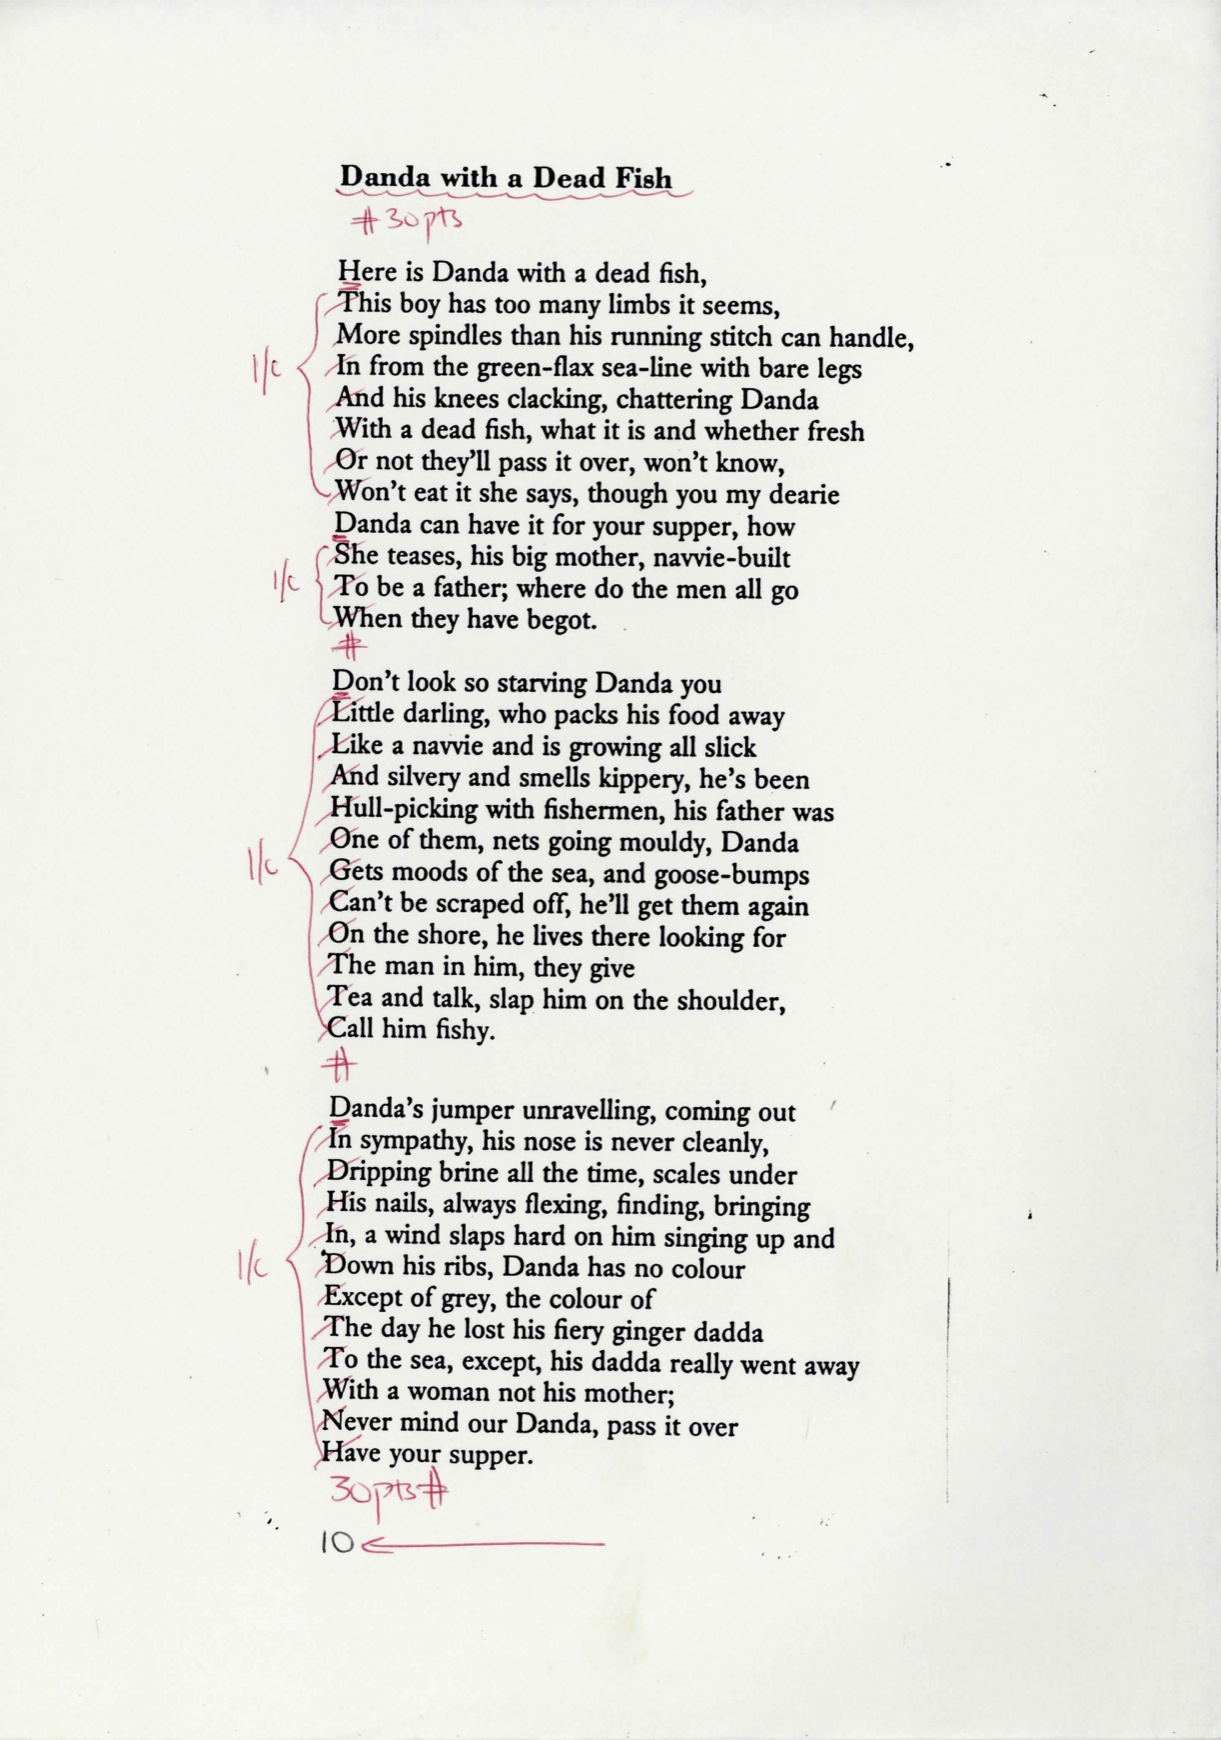 Danda with a Dead Fish
# 30pts
Here is Danda with a dead fish,
This boy has too many limbs it seems,
More spindles than his running stitch can handle,
l/c
In from the green-flax sea-line with bare legs
And his knees clacking, chattering Danda
With a dead fish, what it is and whether fresh
Or not they'll pass it over, won't know,
Won't eat it she says, though you my dearie
Danda can have it for your supper, how
She teases, his big mother, navvie-built
l/c
To be a father; where do the men all go
When they have begot.
#
Don't look so starving Danda you
Little darling, who packs his food away
Like a navvie and is growing all slick
And silvery and smells kippery, he's been
Hull-picking with fishermen, his father was
One of them, nets going mouldy, Danda
l/c
Gets moods of the sea, and goose-bumps
Can't be scraped off, he'll get them again
On the shore, he lives there looking for
The man in him, they give
Tea and talk, slap him on the shoulder,
Call him fishy.
#
Danda's jumper unravelling, coming out
In sympathy, his nose is never cleanly,
Dripping brine all the time, scales under
His nails, always flexing, finding, bringing
In, a wind slaps hard on him singing up and
l/c
Down his ribs, Danda has no colour
Except of grey, the colour of
The day he lost his fiery ginger dadda
To the sea, except, his dadda really went away
With a woman not his mother;
Never mind our Danda, pass it over
Have your supper.
30pts #
10